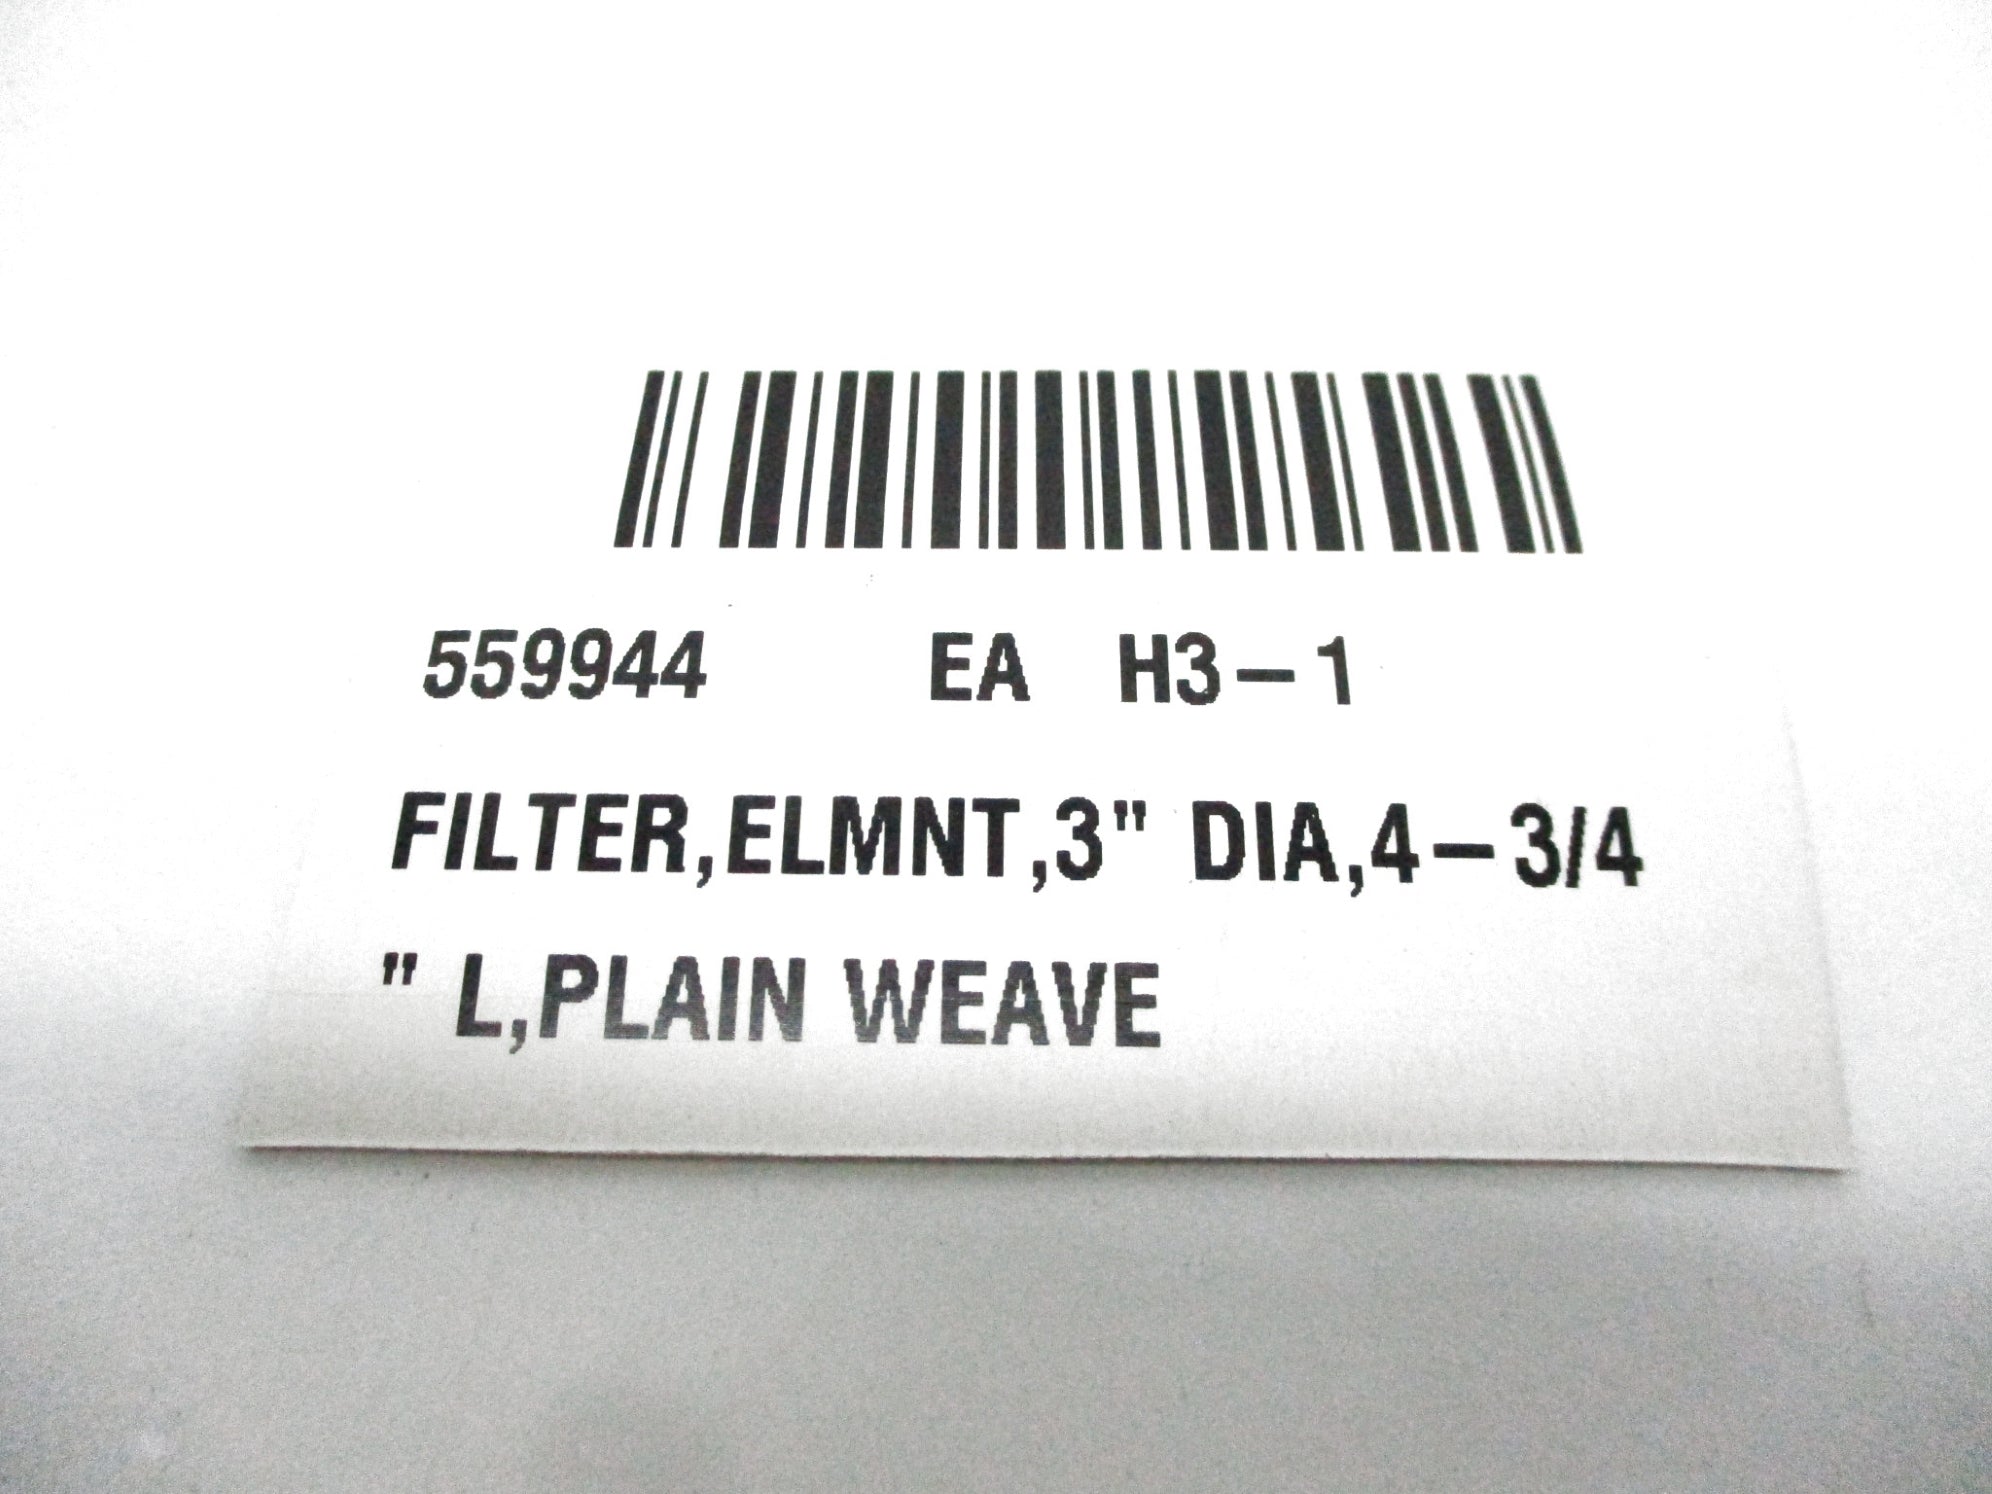 559944 EA H3-1
FILTER,ELMNT,3" DIA,4-3/4
" L,PLAIN WEAVE